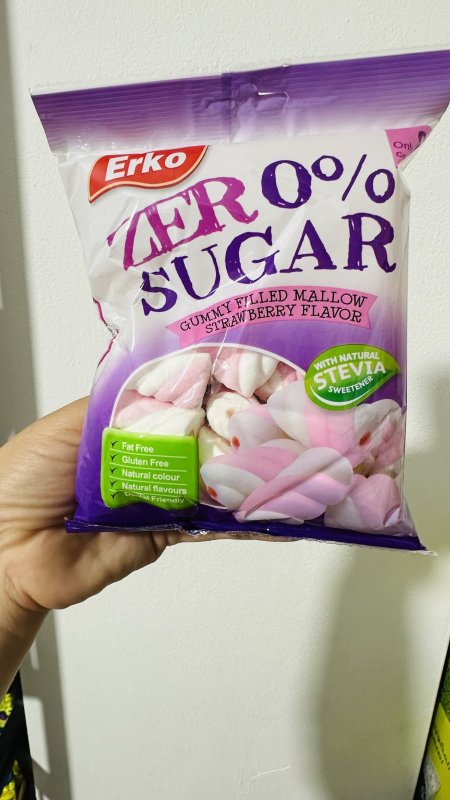 Erko
ZER 0%
SUGAR
GUMMY FILLED MALLOW
STRAWBERRY FLAVOR
WITH NATURAL
STEVIA
SWEETENER
Fat Free
Gluten Free
Natural colour
Natural flavours
Friendly